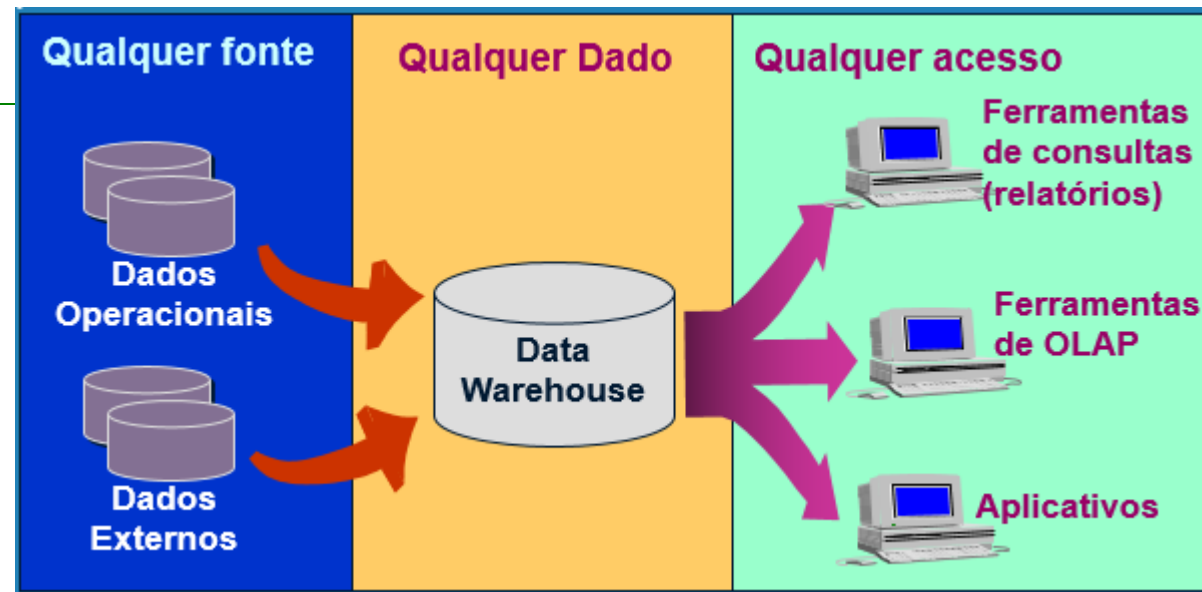 Qualquer fonte
Dados
Operacionais
Dados
Externos
Qualquer Dado
Data
Warehouse
Qualquer acesso
Ferramentas
de consultas
(relatórios)
Ferramentas
de OLAP
Aplicativos